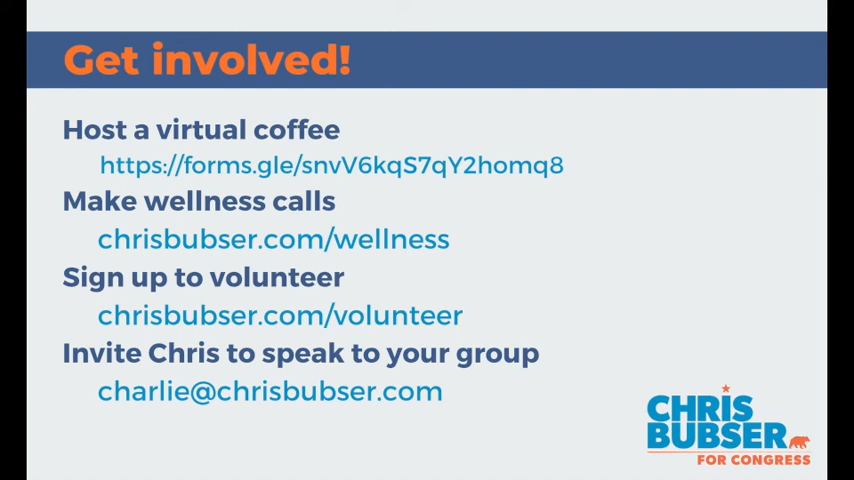 Get involved!
Host a virtual coffee
https://forms.gle/snvV6kqS7qY2homq8
Make wellness calls
chrisbubser.com/wellness
Sign up to volunteer
chrisbubser.com/volunteer
Invite Chris to speak to your group
charlie@chrisbubser.com
CHRIS
BUBSER
FOR CONGRESS